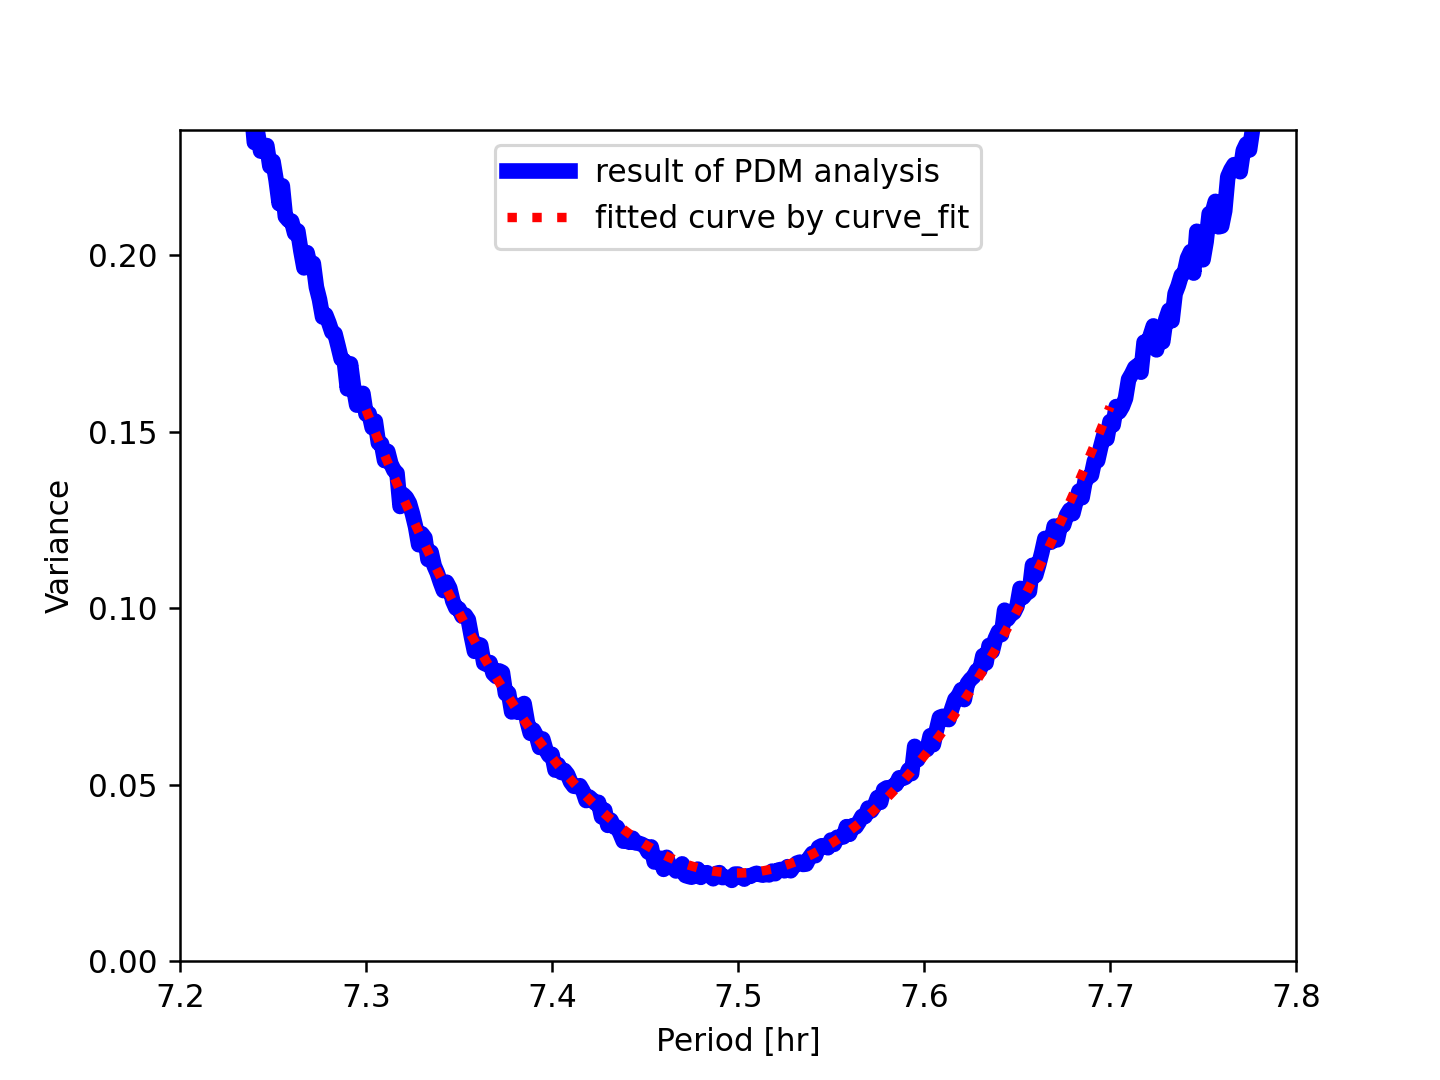 result of PDM analysis
fitted curve by curve_fit
0.20
0.15
0.10
0.05
0.00
Variance
7.2 7.3 7.4 7.5 7.6 7.7 7.8
Period [hr]